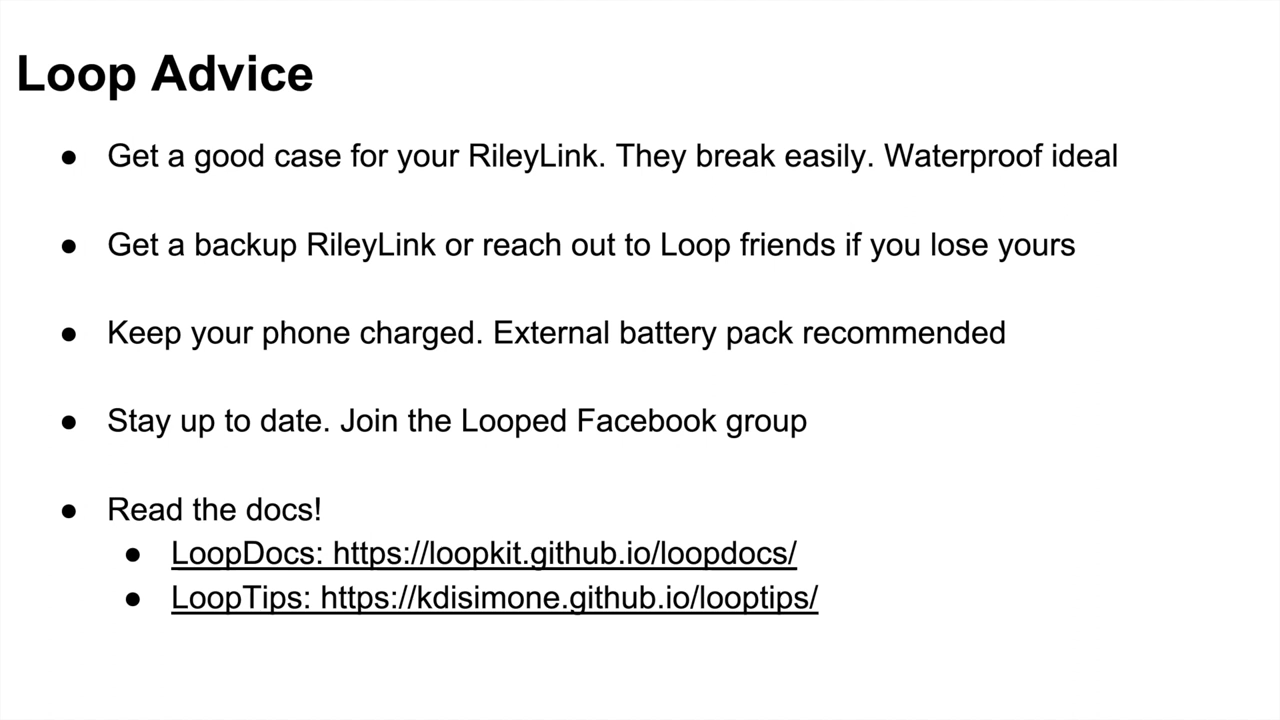 Loop Advice
● Get a good case for your RileyLink. They break easily. Waterproof ideal
● Get a backup RileyLink or reach out to Loop friends if you lose yours
● Keep your phone charged. External battery pack recommended
● Stay up to date. Join the Looped Facebook group
● Read the docs!
● LoopDocs: https://loopkit.github.io/loopdocs/
● LoopTips: https://kdisimone.github.io/looptips/